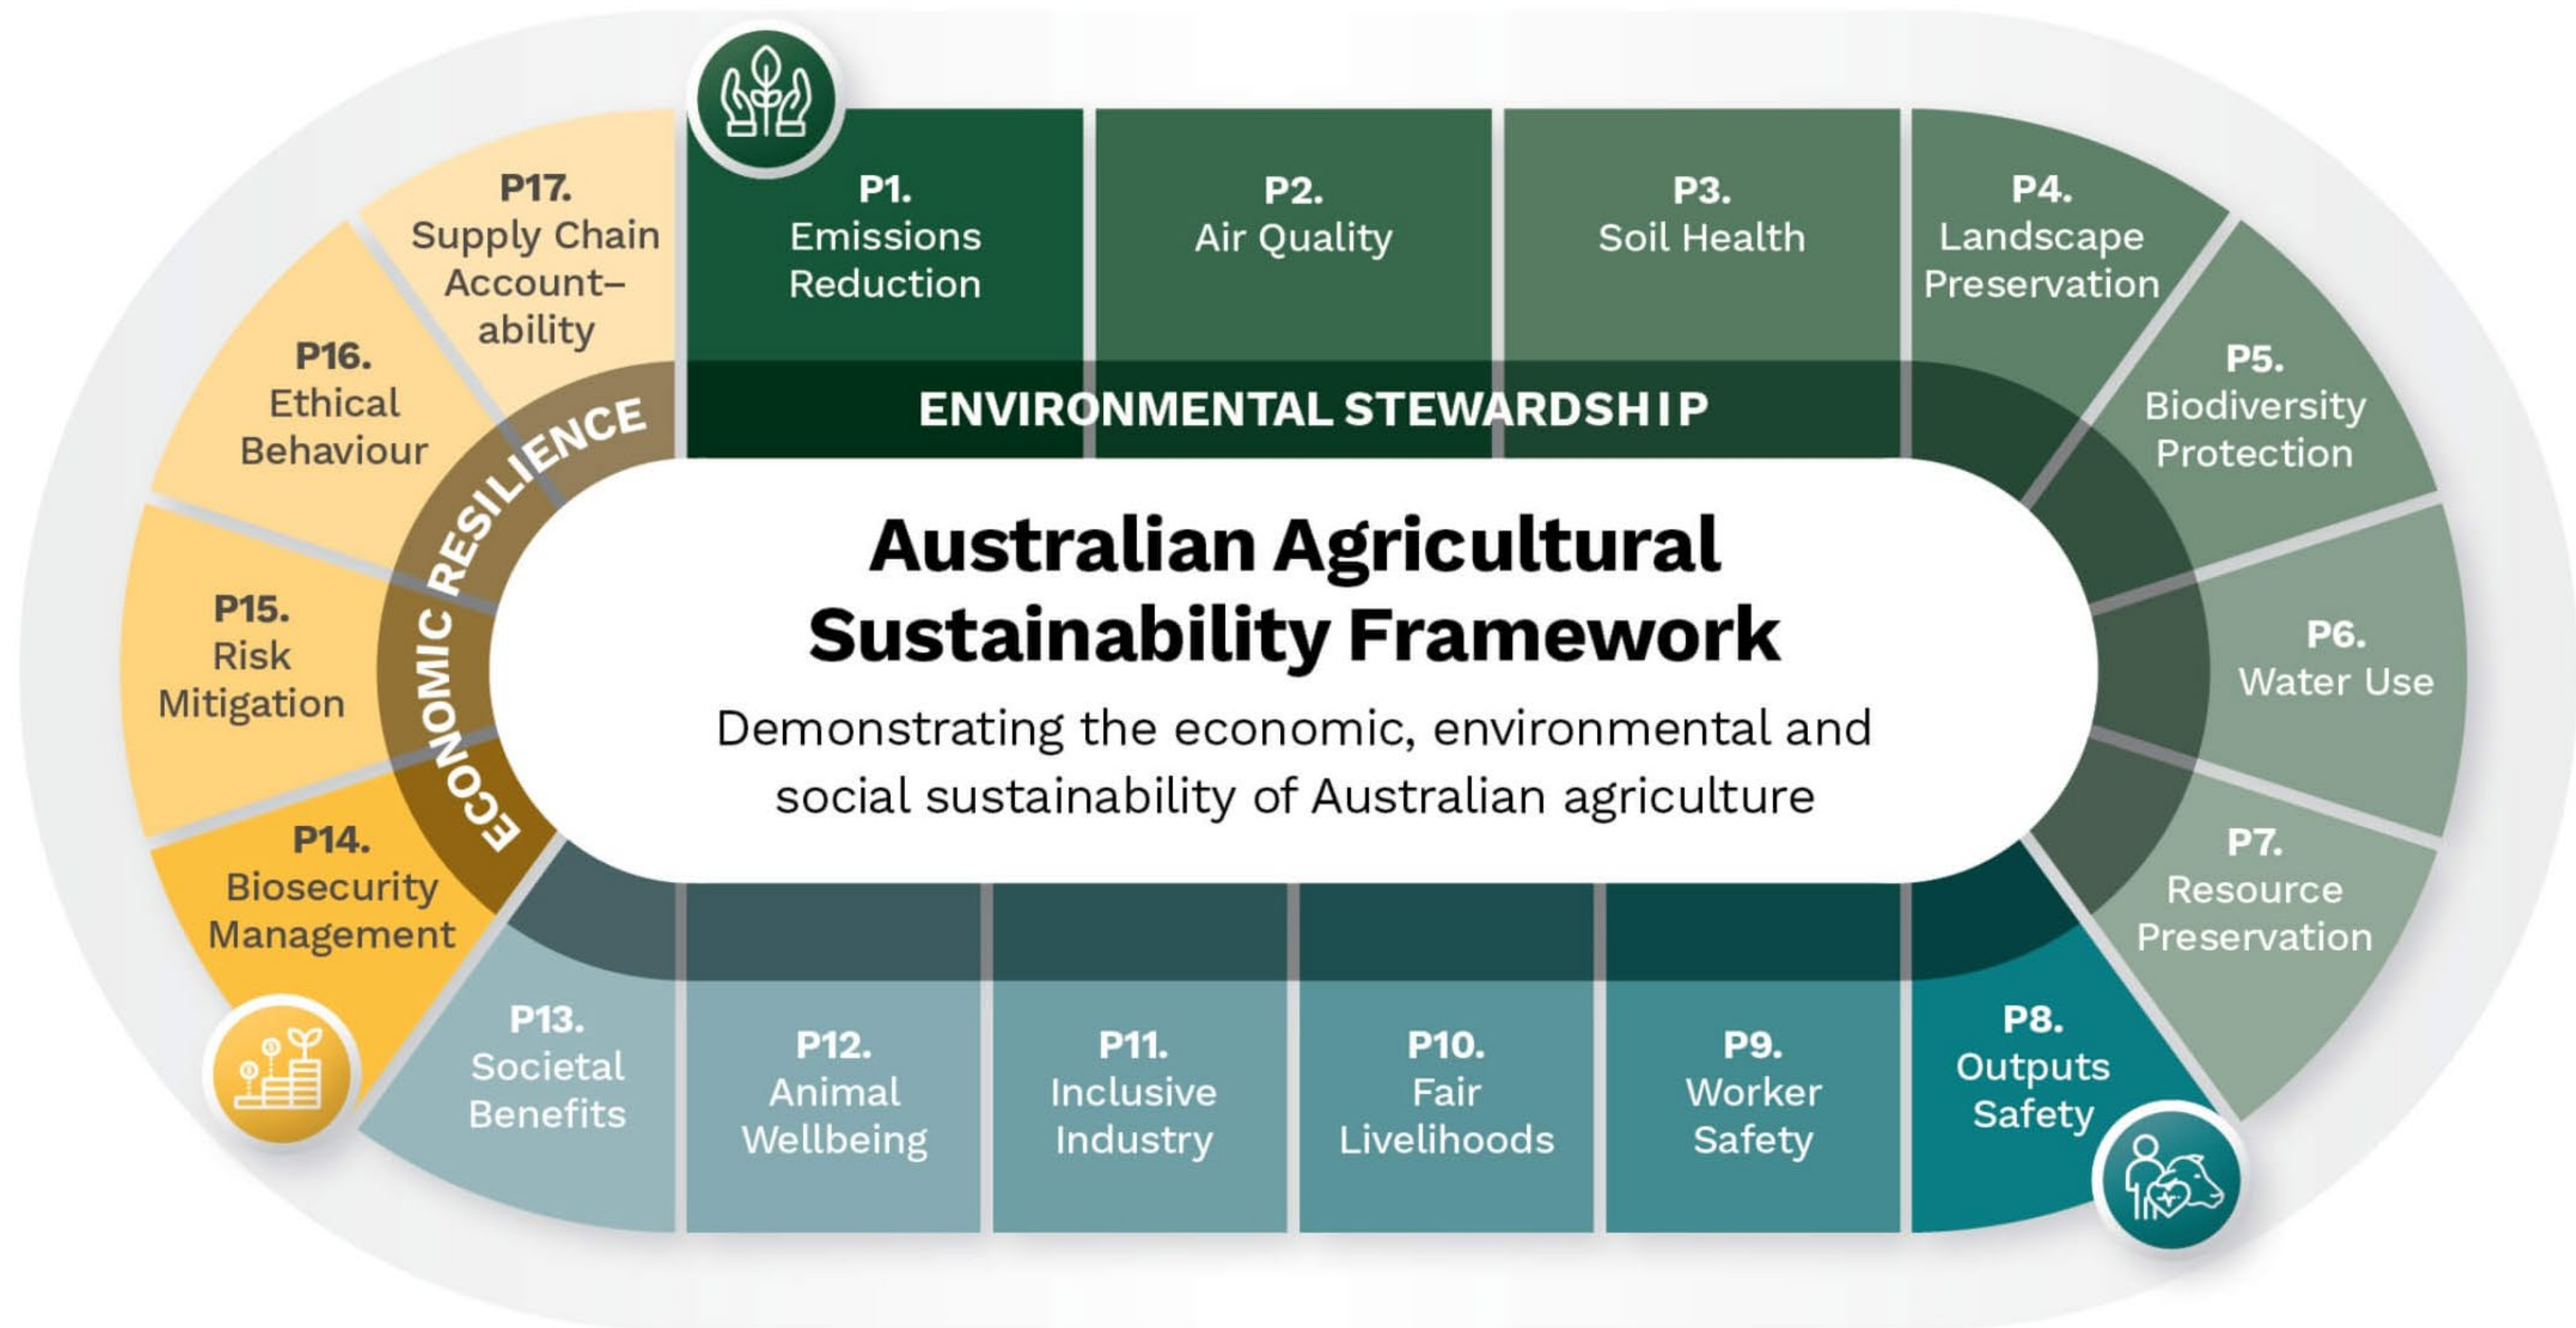 Australian Agricultural
Sustainability Framework
Demonstrating the economic, environmental and
social sustainability of Australian agriculture
ENVIRONMENTAL STEWARDSHIP
P1.
Emissions
Reduction
P2.
Air Quality
P3.
Soil Health
P4.
Landscape
Preservation
P5.
Biodiversity
Protection
P6.
Water Use
P7.
Resource
Preservation
P8.
Outputs
Safety
P9.
Worker
Safety
P10.
Fair
Livelihoods
P11.
Inclusive
Industry
P12.
Animal
Wellbeing
P13.
Societal
Benefits
ECONOMIC RESILIENCE
P14.
Biosecurity
Management
P15.
Risk
Mitigation
P16.
Ethical
Behaviour
P17.
Supply Chain
Account–
ability